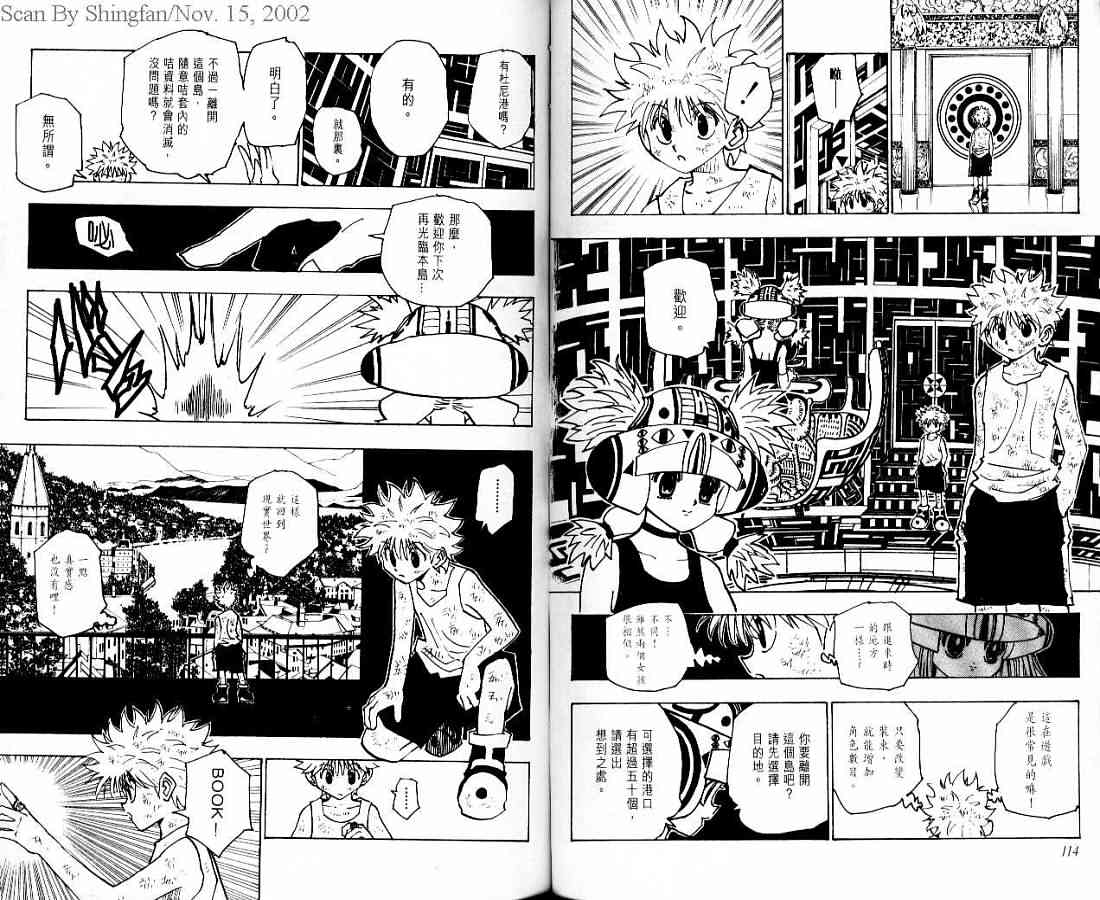 Scan By Shingfan/Nov. 15, 2002
！
歡迎。
跟進來時
的地方
一樣…？
不…
不同！
雖然兩個女孩
很相似。
這在遊戲
是很常見的嘛！
只要改變
裝束，
就能增加
角色數目。
你要離開
這個島吧？
請先選擇
目的地。
可選擇的港口
有超過五十個，
請選出
想到之處。
114
有杜尼港嗎？
有的。
就那裏。
明白了。
不過一離開
這個島，
隨意咭套內的
咭資料就會消滅，
沒問題嗎？
無所謂。
那麼，
歡迎你下次
再光臨本島…
………
這樣
就回到
現實世界？
一點
真實感
也沒有哩！
……
BOOK！